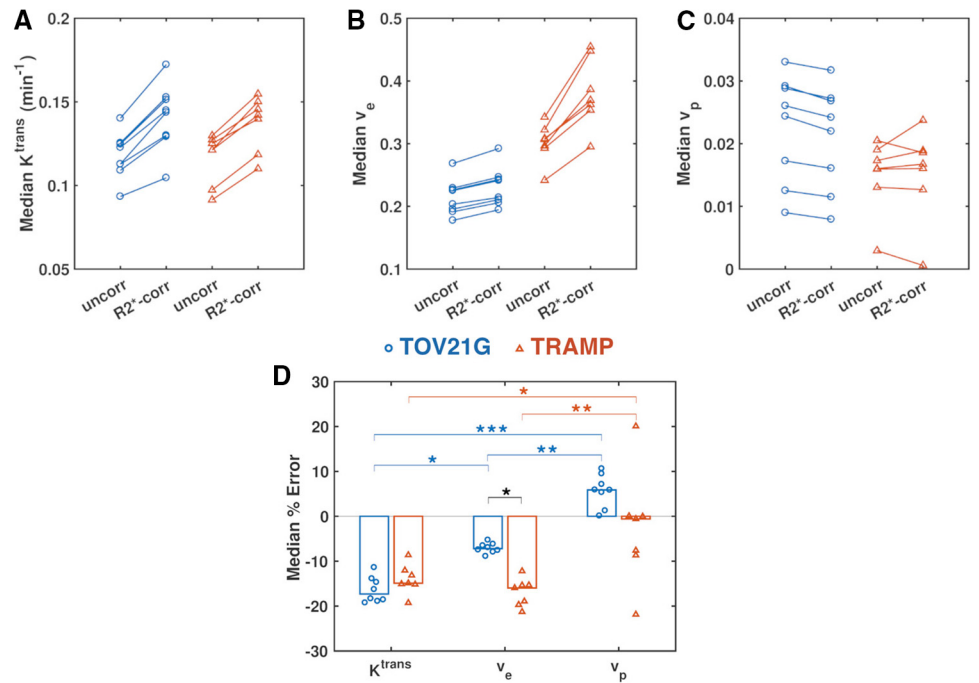 A
Median K^trans (min^-1)
0.2
0.15
0.1
0.05
uncorr
R2*-corr
uncorr
R2*-corr
B
Median v_e
0.5
0.4
0.3
0.2
0.1
uncorr
R2*-corr
uncorr
R2*-corr
C
Median v_p
0.04
0.03
0.02
0.01
0
uncorr
R2*-corr
uncorr
R2*-corr
TOV21G TRAMP
D
Median % Error
30
20
10
0
-10
-20
-30
*
**
***
*
**
*
K^trans v_e v_p